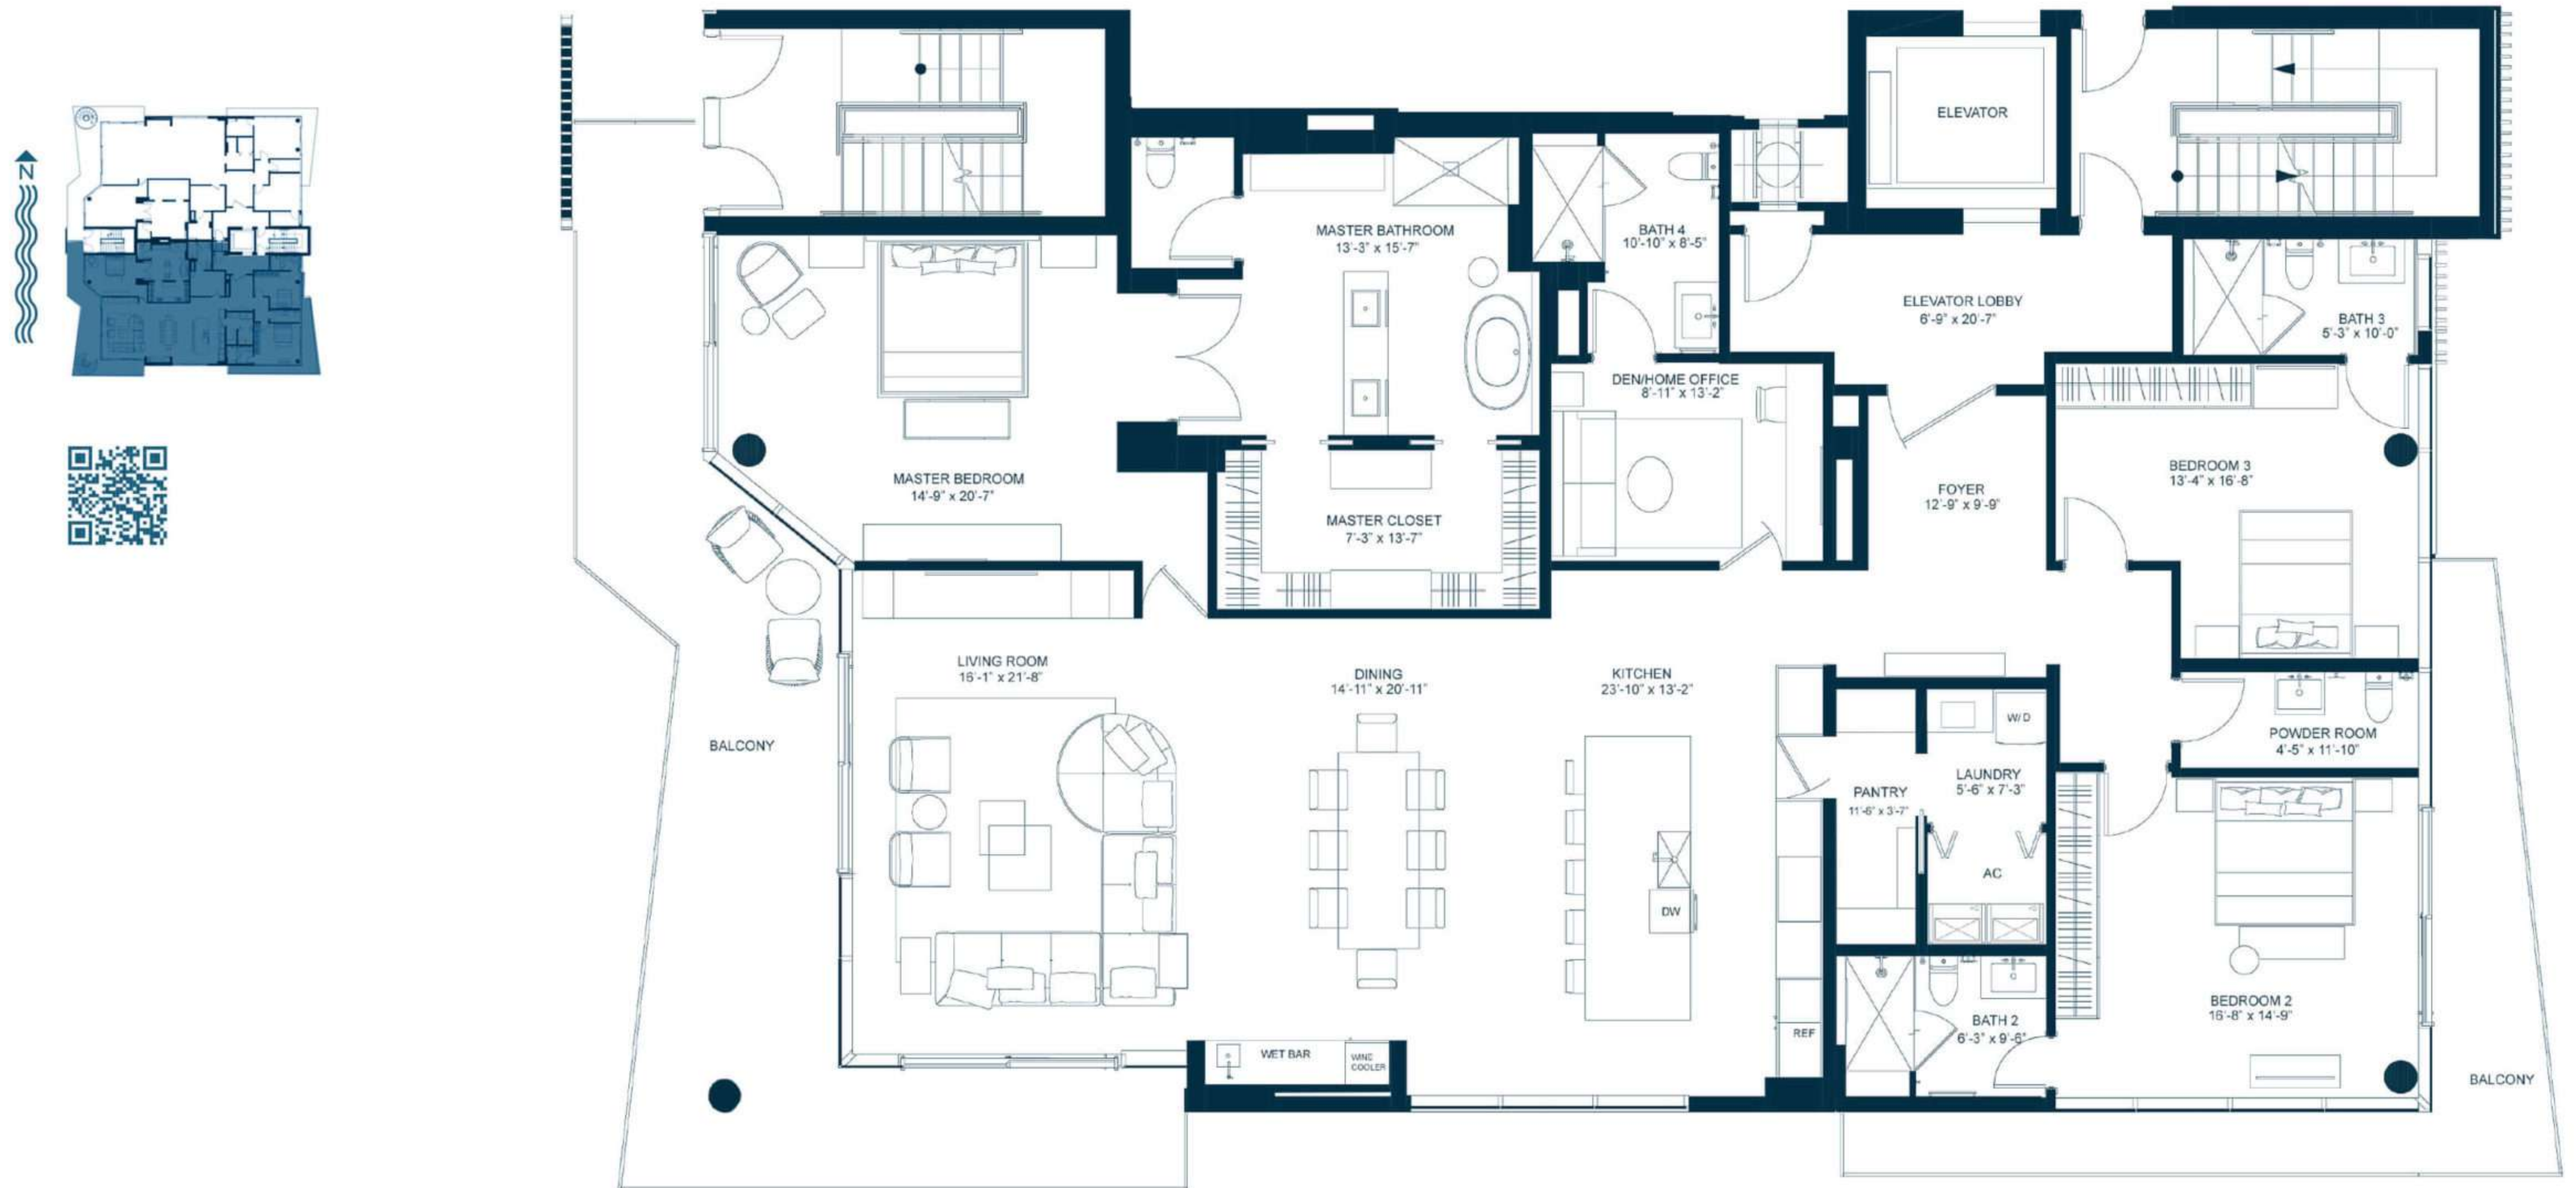 N
ELEVATOR
MASTER BATHROOM
13'-3" x 15'-7"
BATH 4
10'-10" x 8'-5"
ELEVATOR LOBBY
6'-9" x 20'-7"
BATH 3
5'-3" x 10'-0"
DEN/HOME OFFICE
8'-11" x 13'-2"
MASTER BEDROOM
14'-9" x 20'-7"
MASTER CLOSET
7'-3" x 13'-7"
FOYER
12'-9" x 9'-9"
BEDROOM 3
13'-4" x 16'-8"
LIVING ROOM
16'-1" x 21'-8"
DINING
14'-11" x 20'-11"
KITCHEN
23'-10" x 13'-2"
W/D
POWDER ROOM
4'-5" x 11'-10"
BALCONY
LAUNDRY
5'-6" x 7'-3"
PANTRY
11'-6" x 3'-7"
AC
DW
BEDROOM 2
16'-8" x 14'-9"
BATH 2
6'-3" x 9'-6"
REF
WET BAR
WINE
COOLER
BALCONY